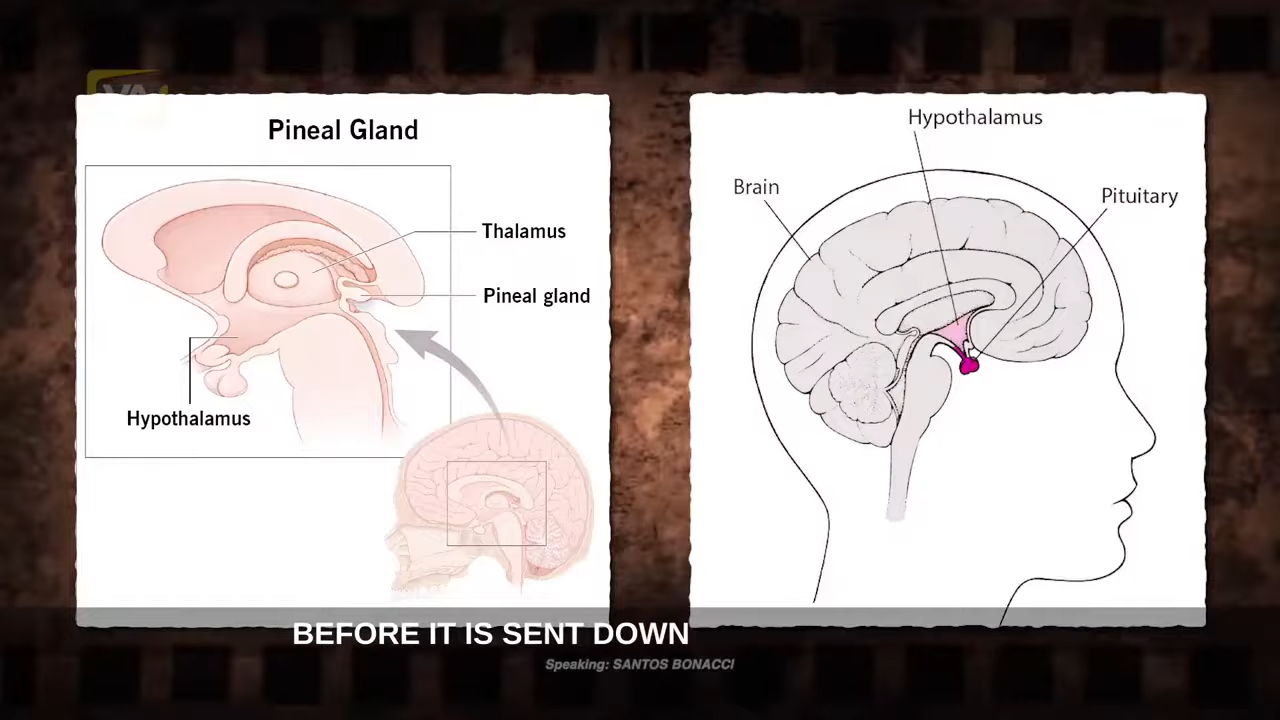 Pineal Gland
Thalamus
Pineal gland
Hypothalamus
Hypothalamus
Brain
Pituitary
BEFORE IT IS SENT DOWN
Speaking: SANTOS BONACCI